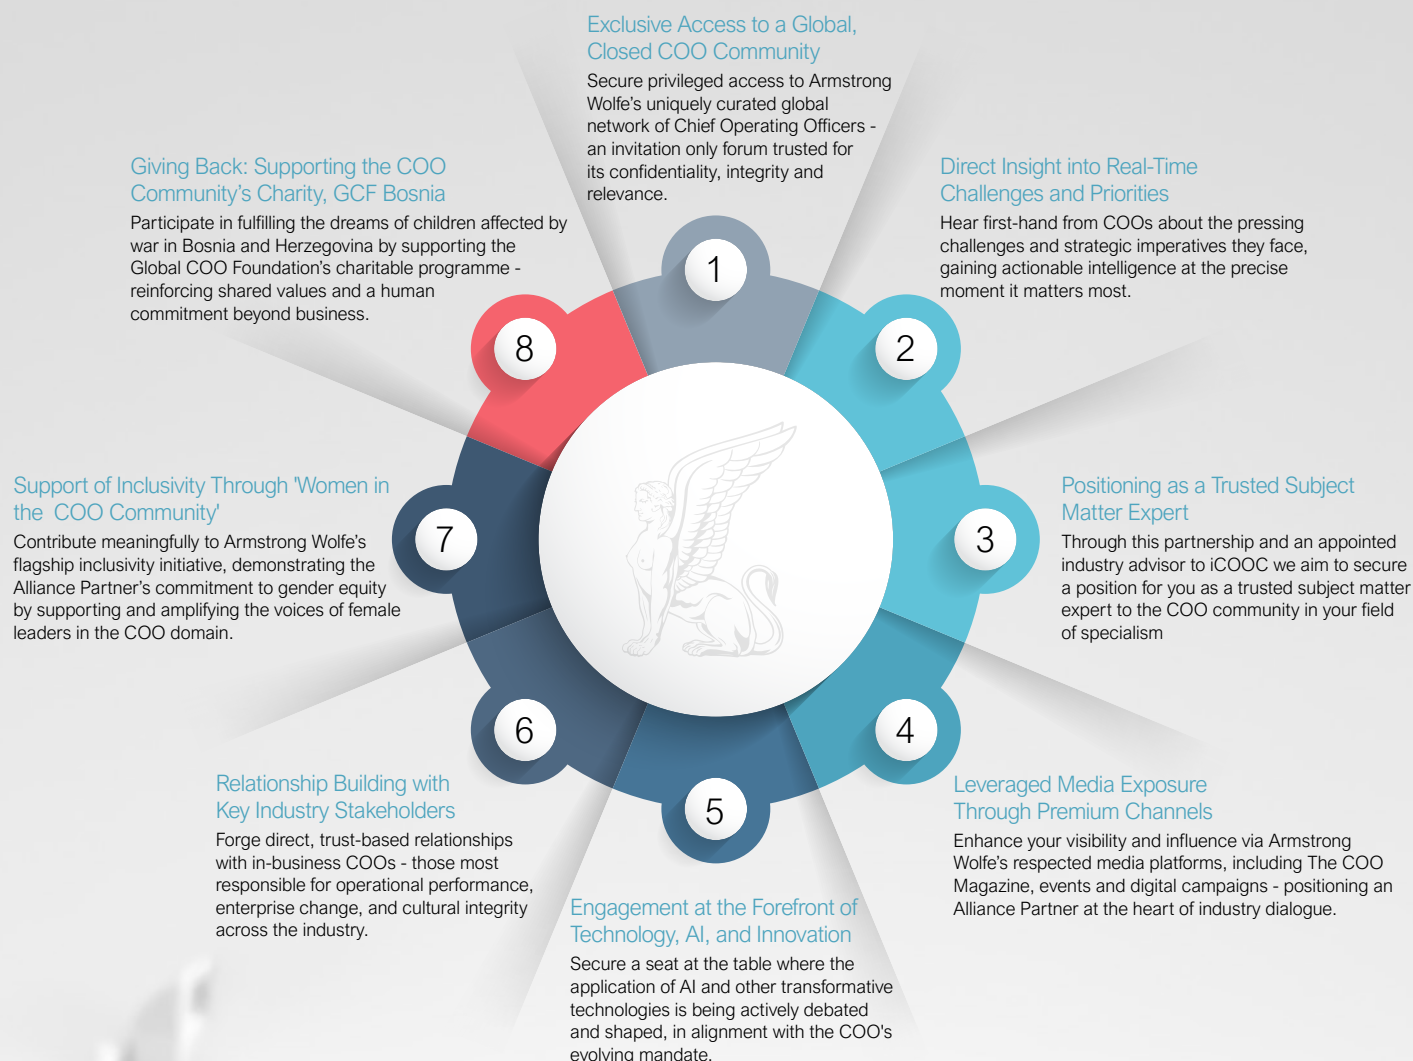 Exclusive Access to a Global,
Closed COO Community
Secure privileged access to Armstrong
Wolfe's uniquely curated global
network of Chief Operating Officers -
an invitation only forum trusted for
its confidentiality, integrity and
relevance.
1
Direct Insight into Real-Time
Challenges and Priorities
Hear first-hand from COOs about the pressing
challenges and strategic imperatives they face,
gaining actionable intelligence at the precise
moment it matters most.
2
Positioning as a Trusted Subject
Matter Expert
Through this partnership and an appointed
industry advisor to iCOOC we aim to secure
a position for you as a trusted subject matter
expert to the COO community in your field
of specialism
3
Leveraged Media Exposure
Through Premium Channels
Enhance your visibility and influence via Armstrong
Wolfe's respected media platforms, including The COO
Magazine, events and digital campaigns - positioning an
Alliance Partner at the heart of industry dialogue.
4
5
Engagement at the Forefront of
Technology, AI, and Innovation
Secure a seat at the table where the
application of AI and other transformative
technologies is being actively debated
and shaped, in alignment with the COO's
evolving mandate.
6
Relationship Building with
Key Industry Stakeholders
Forge direct, trust-based relationships
with in-business COOs - those most
responsible for operational performance,
enterprise change, and cultural integrity
across the industry.
7
Support of Inclusivity Through 'Women in
the  COO Community'
Contribute meaningfully to Armstrong Wolfe's
flagship inclusivity initiative, demonstrating the
Alliance Partner's commitment to gender equity
by supporting and amplifying the voices of female
leaders in the COO domain.
8
Giving Back: Supporting the COO
Community's Charity, GCF Bosnia
Participate in fulfilling the dreams of children affected by
war in Bosnia and Herzegovina by supporting the
Global COO Foundation's charitable programme -
reinforcing shared values and a human
commitment beyond business.